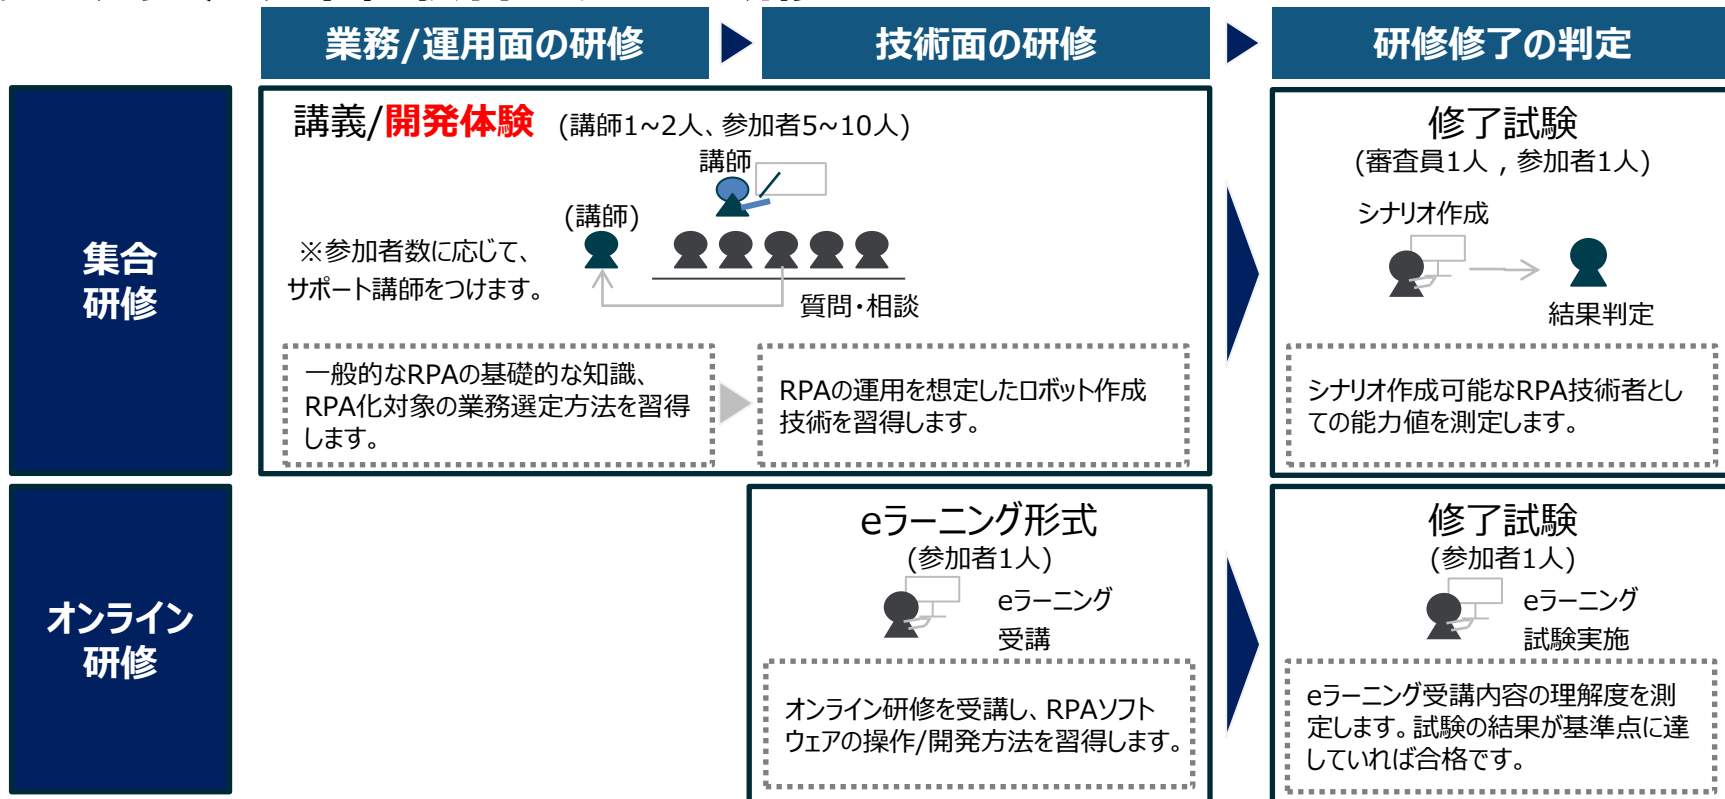 業務/運用面の研修
技術面の研修
研修修了の判定
集合
研修
講義/開発体験 (講師1~2人、参加者5~10人)
講師
(講師)
※参加者数に応じて、
サポート講師をつけます。
質問・相談
一般的なRPAの基礎的な知識、
RPA化対象の業務選定方法を習得
します。
RPAの運用を想定したロボット作成
技術を習得します。
修了試験
(審査員1人 , 参加者1人)
シナリオ作成
結果判定
シナリオ作成可能なRPA技術者とし
ての能力値を測定します。
オンライン
研修
eラーニング形式
(参加者1人)
eラーニング
受講
オンライン研修を受講し、RPAソフト
ウェアの操作/開発方法を習得します。
修了試験
(参加者1人)
eラーニング
試験実施
eラーニング受講内容の理解度を測
定します。試験の結果が基準点に達
していれば合格です。